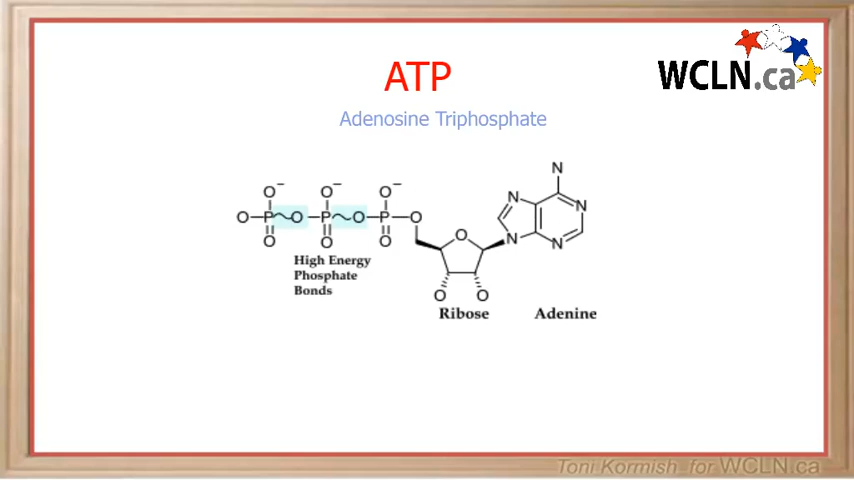 ATP
WCLN.ca
Adenosine Triphosphate
N
O⁻ O⁻ O⁻
N N
O P O P O P O
O N N
O O O
High Energy
Phosphate
Bonds
O O
Ribose Adenine
Toni Kormish for WCLN.ca